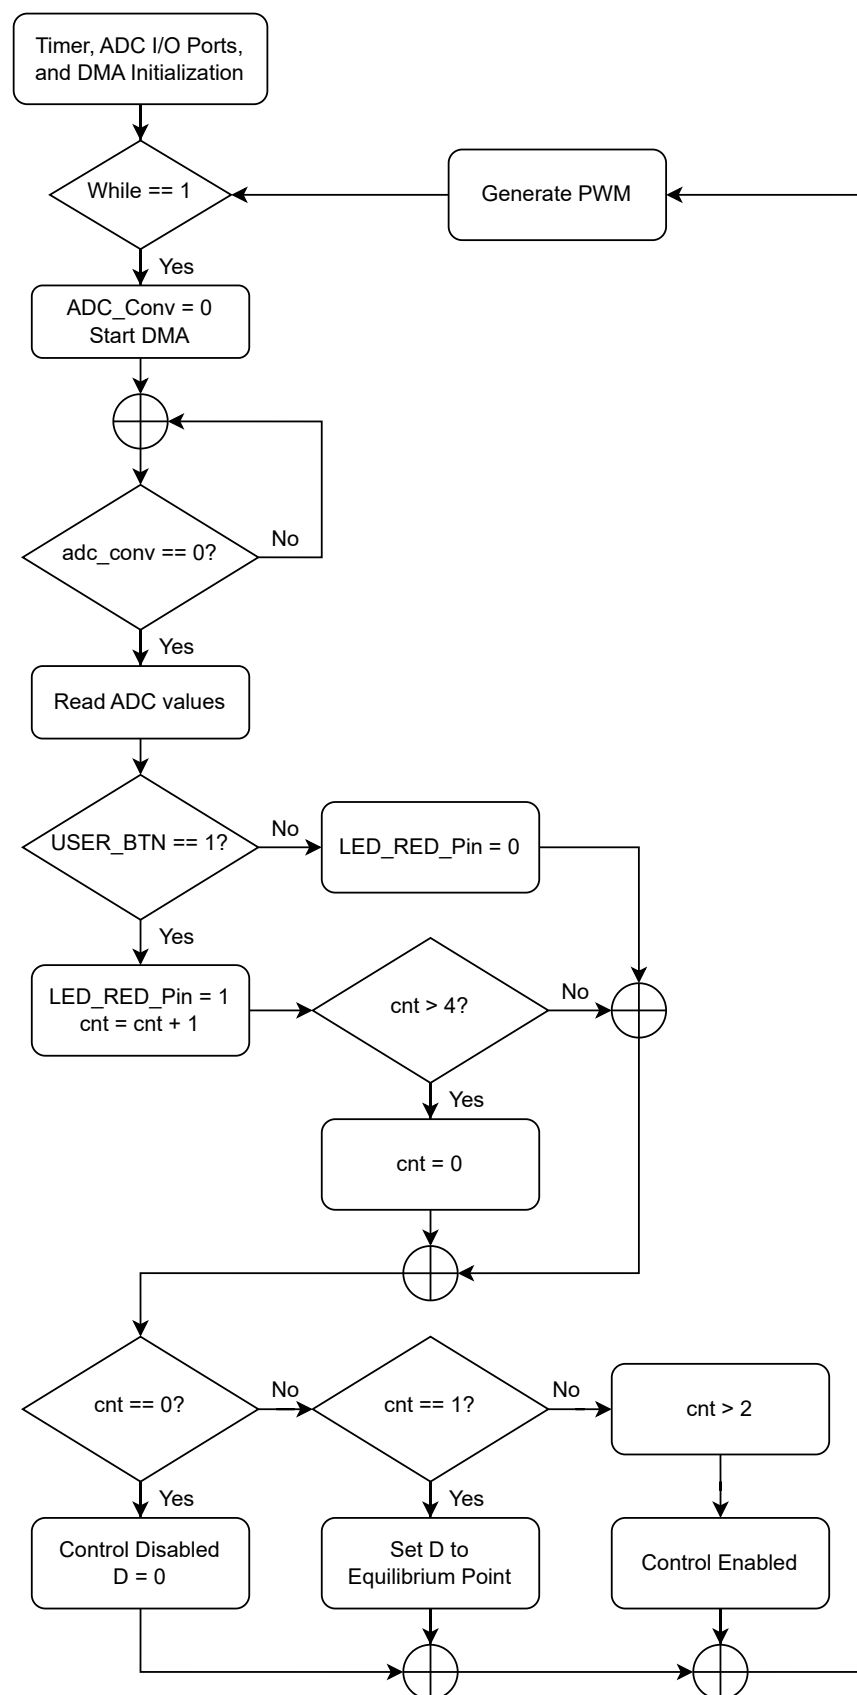 Timer, ADC I/O Ports,
and DMA Initialization
While == 1
Generate PWM
Yes
ADC_Conv = 0
Start DMA
adc_conv == 0?
No
Yes
Read ADC values
USER_BTN == 1?
No
LED_RED_Pin = 0
Yes
LED_RED_Pin = 1
cnt = cnt + 1
cnt > 4?
No
Yes
cnt = 0
cnt == 0?
No
cnt == 1?
No
cnt > 2
Yes
Yes
Control Disabled
D = 0
Set D to
Equilibrium Point
Control Enabled